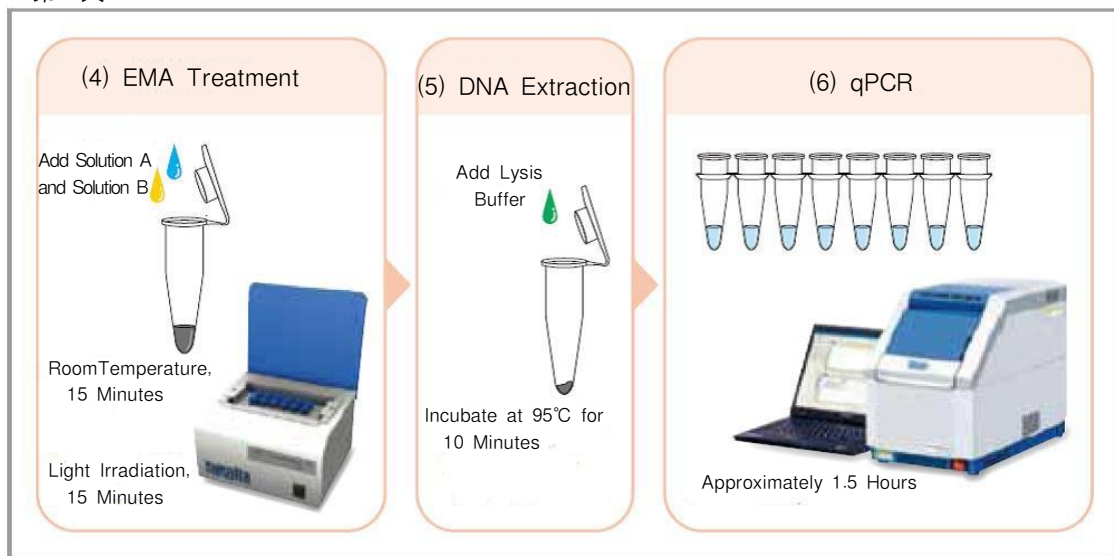 (4) EMA Treatment
Add Solution A
and Solution B
RoomTemperature,
15 Minutes
Light Irradiation,
15 Minutes
TaKaRa
(5) DNA Extraction
Add Lysis
Buffer
Incubate at 95℃ for
10 Minutes
(6) qPCR
Approximately 1.5 Hours